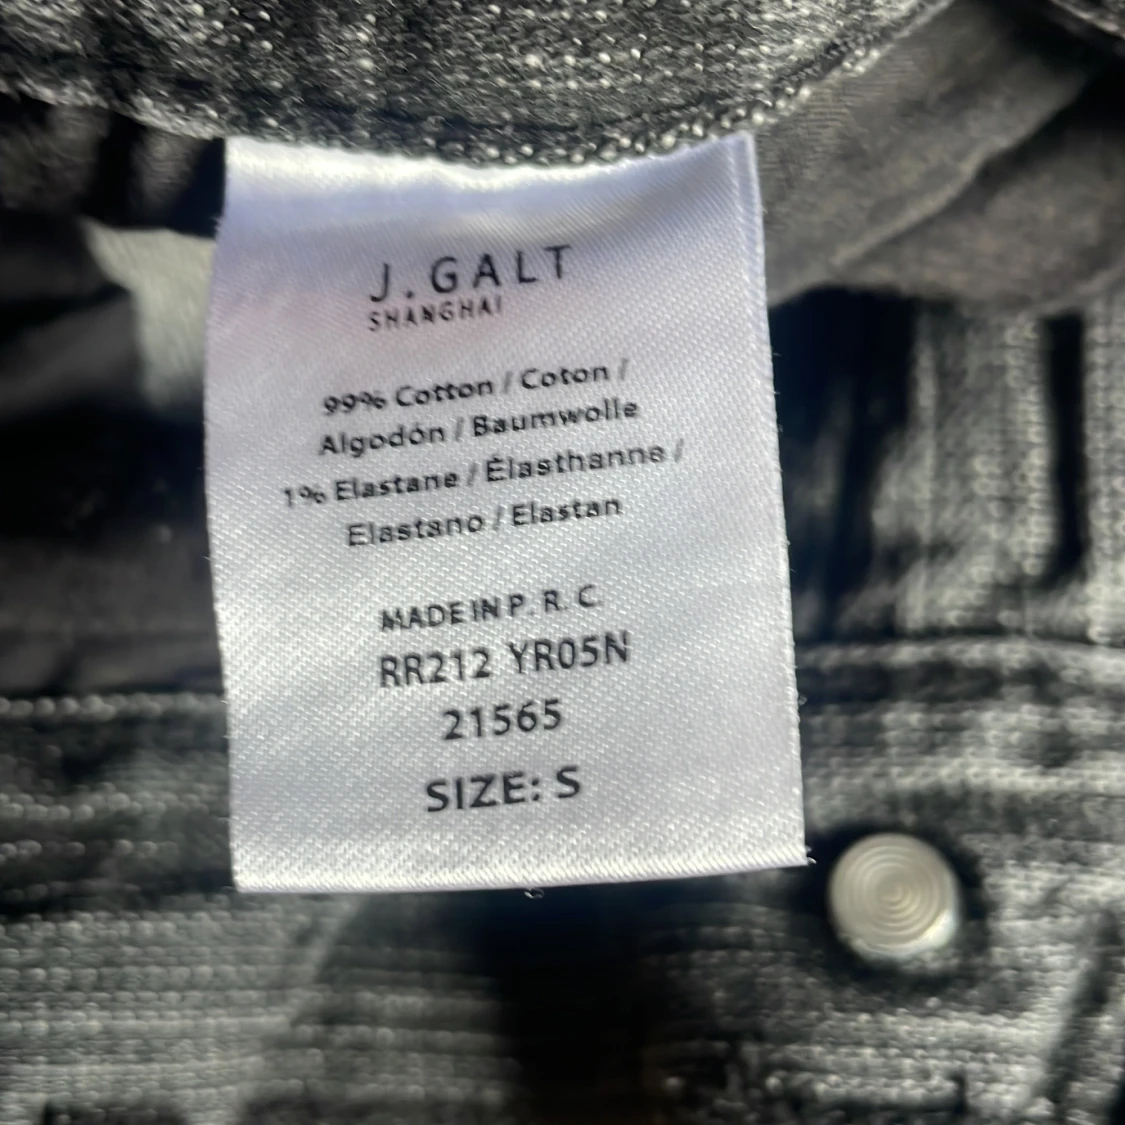 J. GALT
SHANGHAI
99% Cotton / Coton /
Algodón / Baumwolle
1% Elastane / Élasthanne /
Elastano / Elastan
MADE IN P. R. C.
RR212 YR05N
21565
SIZE: S